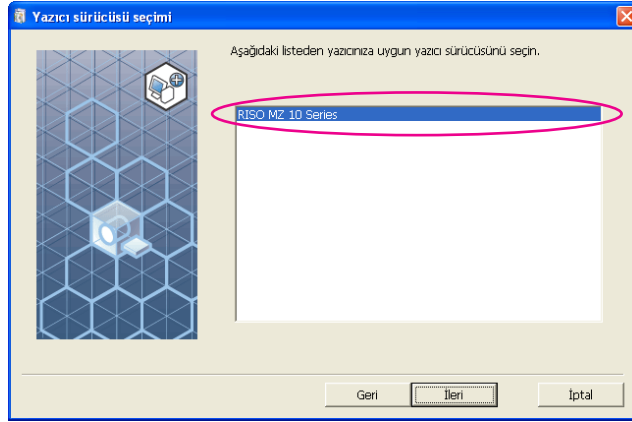 Yazıcı sürücüsü seçimi
Aşağıdaki listeden yazıcınıza uygun yazıcı sürücüsünü seçin.
RISO MZ 10 Series
Geri
İleri
İptal